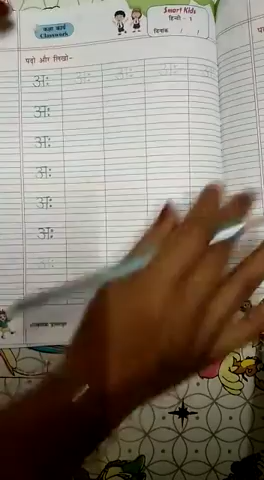 कक्षा कार्य
Classwork
Smart Kids
हिन्दी - 1
दिनांक / /
पढ़ो और लिखो-
अः अः अः अः
अः
अः
अः
अः
अः
अः